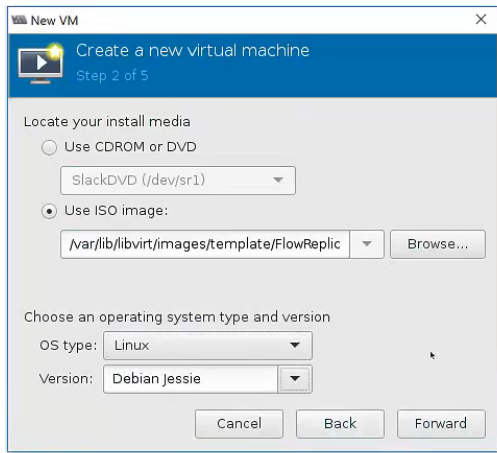 New VM
Create a new virtual machine
Step 2 of 5
Locate your install media
Use CDROM or DVD
SlackDVD (/dev/sr1)
Use ISO image:
/var/lib/libvirt/images/template/FlowReplic
Browse...
Choose an operating system type and version
OS type: Linux
Version: Debian Jessie
Cancel Back Forward